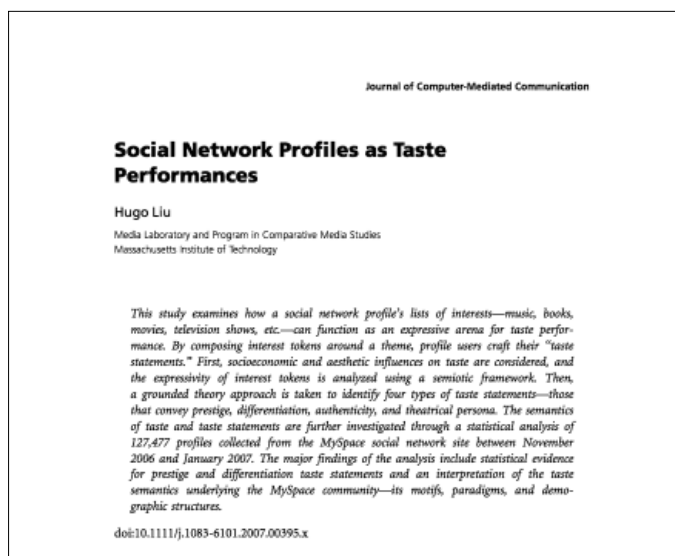 Journal of Computer-Mediated Communication
Social Network Profiles as Taste
Performances
Hugo Liu
Media Laboratory and Program in Comparative Media Studies
Massachusetts Institute of Technology
This study examines how a social network profile's lists of interests—music, books,
movies, television shows, etc.—can function as an expressive arena for taste perfor-
mance. By composing interest tokens around a theme, profile users craft their "taste
statements." First, socioeconomic and aesthetic influences on taste are considered, and
the expressivity of interest tokens is analyzed using a semiotic framework. Then,
a grounded theory approach is taken to identify four types of taste statements—those
that convey prestige, differentiation, authenticity, and theatrical persona. The semantics
of taste and taste statements are further investigated through a statistical analysis of
127,477 profiles collected from the MySpace social network site between November
2006 and January 2007. The major findings of the analysis include statistical evidence
for prestige and differentiation taste statements and an interpretation of the taste
semantics underlying the MySpace community—its motifs, paradigms, and demo-
graphic structures.
doi:10.1111/j.1083-6101.2007.00395.x